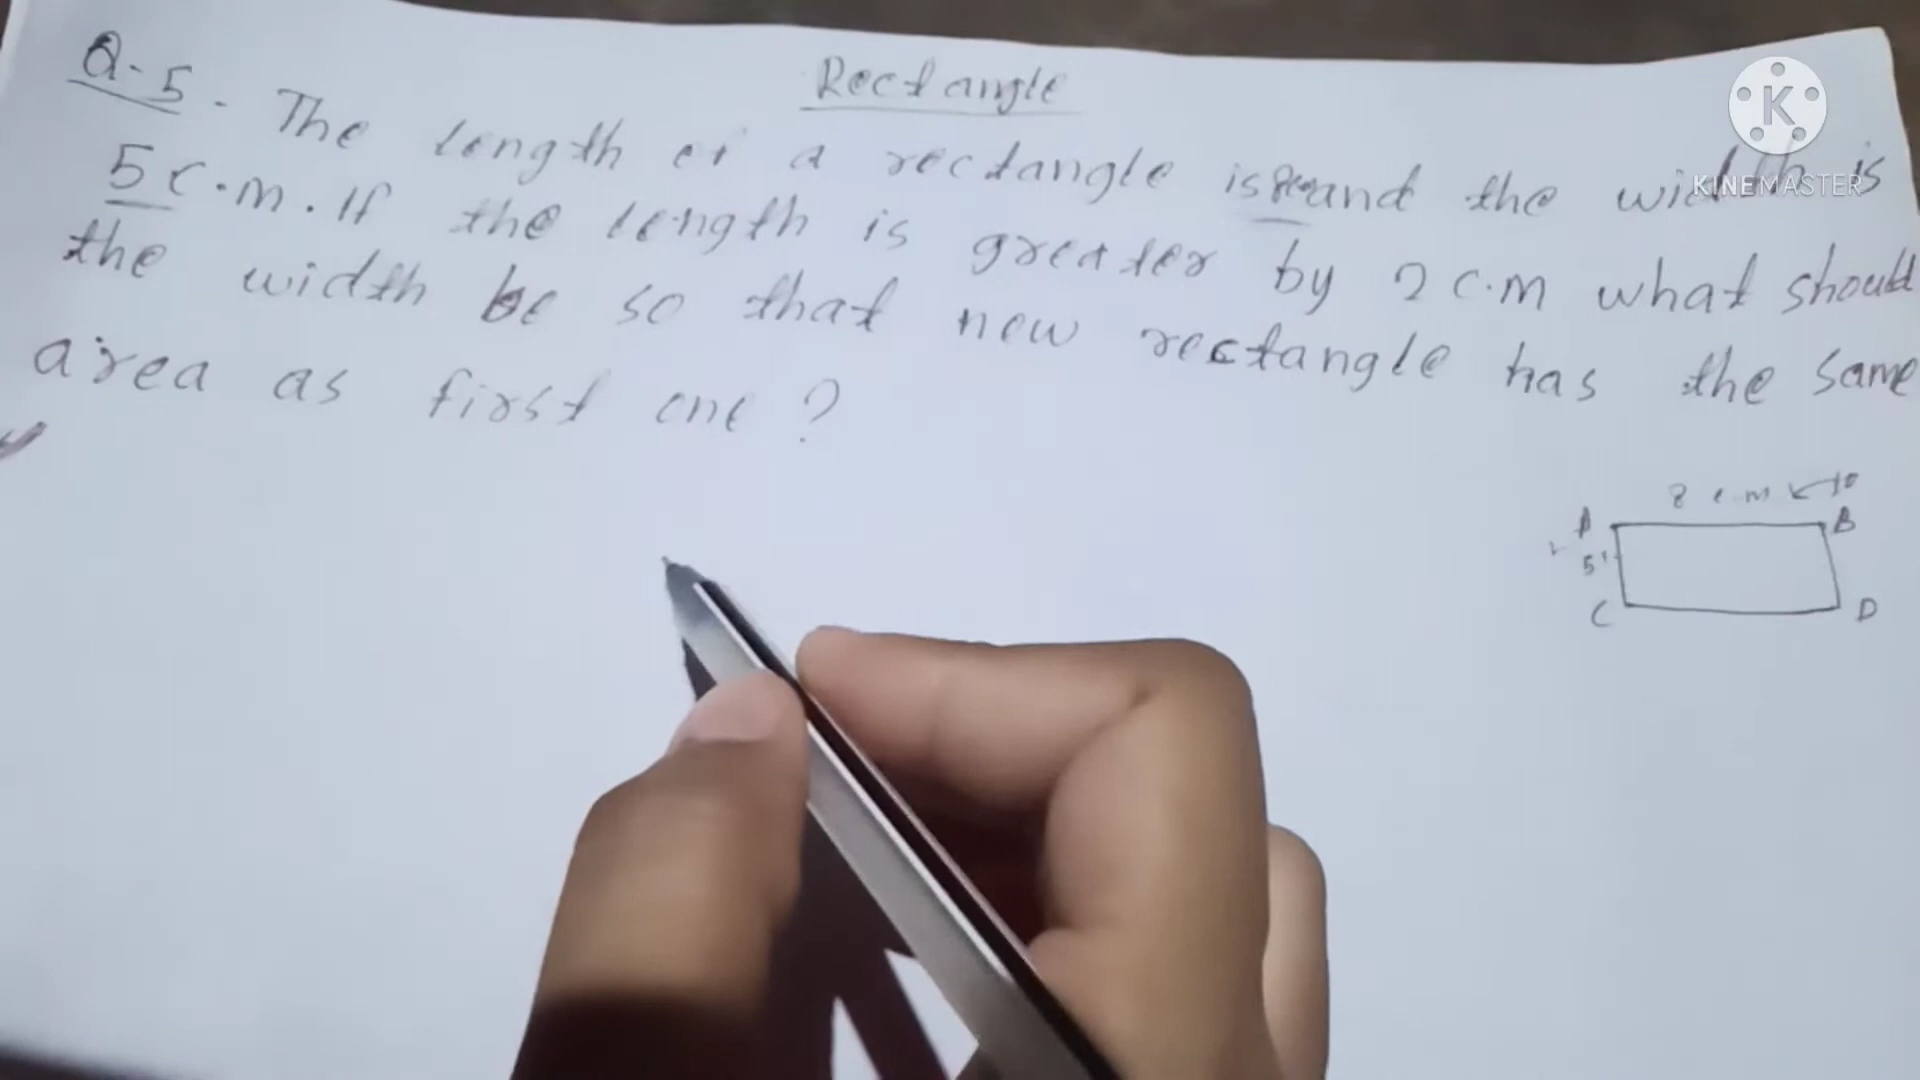 Rectangle
Q-5. The length of a rectangle is 8cm and the width is
5 c.m. If the length is greater by 2 c.m what should
the width be so that new rectangle has the same
area as first one?
8 c.m 10
A B
5
C D
KINEMASTER